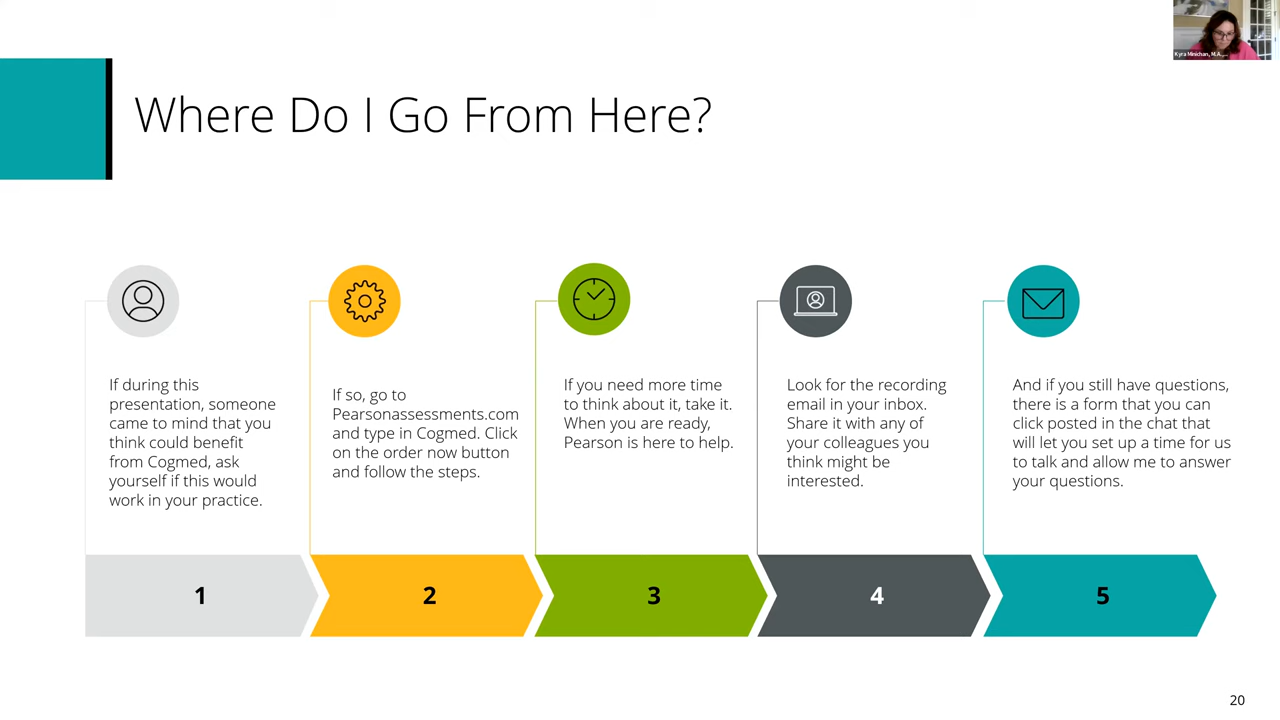 Kyra Minichan, M.A.,...
Where Do I Go From Here?
If during this
presentation, someone
came to mind that you
think could benefit
from Cogmed, ask
yourself if this would
work in your practice.
If so, go to
Pearsonassessments.com
and type in Cogmed. Click
on the order now button
and follow the steps.
If you need more time
to think about it, take it.
When you are ready,
Pearson is here to help.
Look for the recording
email in your inbox.
Share it with any of
your colleagues you
think might be
interested.
And if you still have questions,
there is a form that you can
click posted in the chat that
will let you set up a time for us
to talk and allow me to answer
your questions.
1
2
3
4
5
20